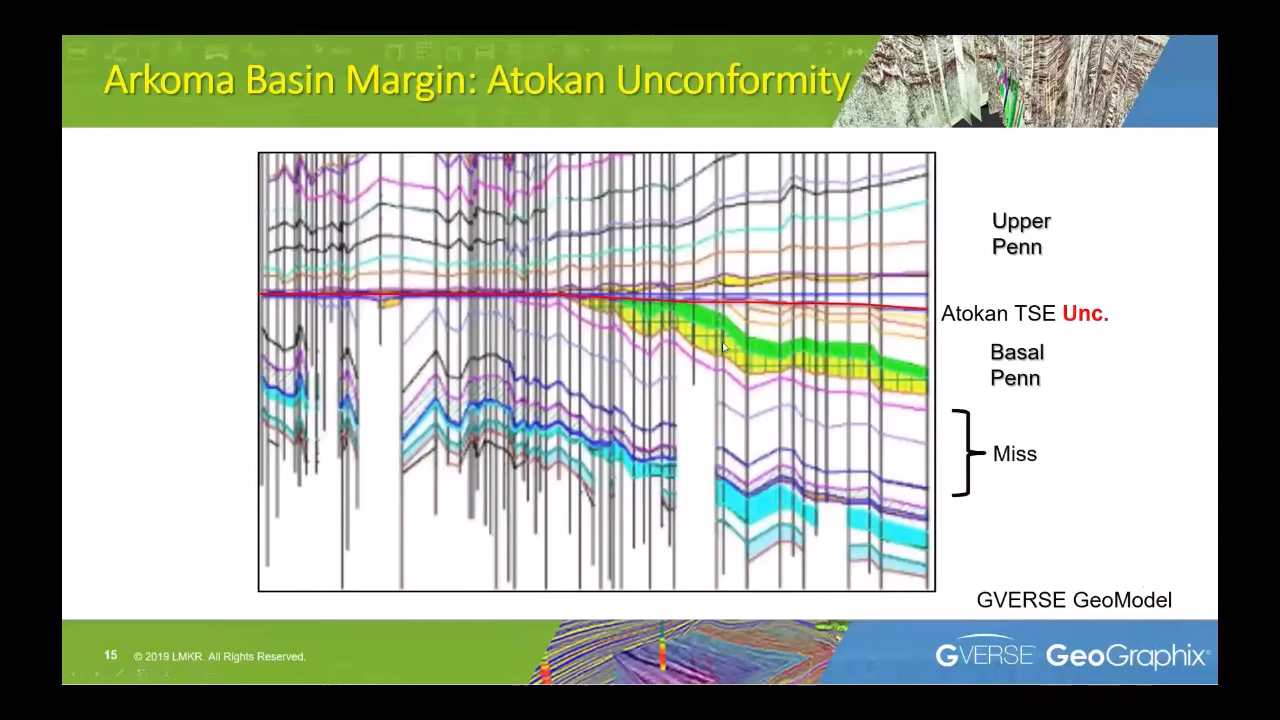 Arkoma Basin Margin: Atokan Unconformity
Upper
Penn
Atokan TSE Unc.
Basal
Penn
Miss
GVERSE GeoModel
15 © 2019 LMKR. All Rights Reserved.
GVERSE GeoGraphix®